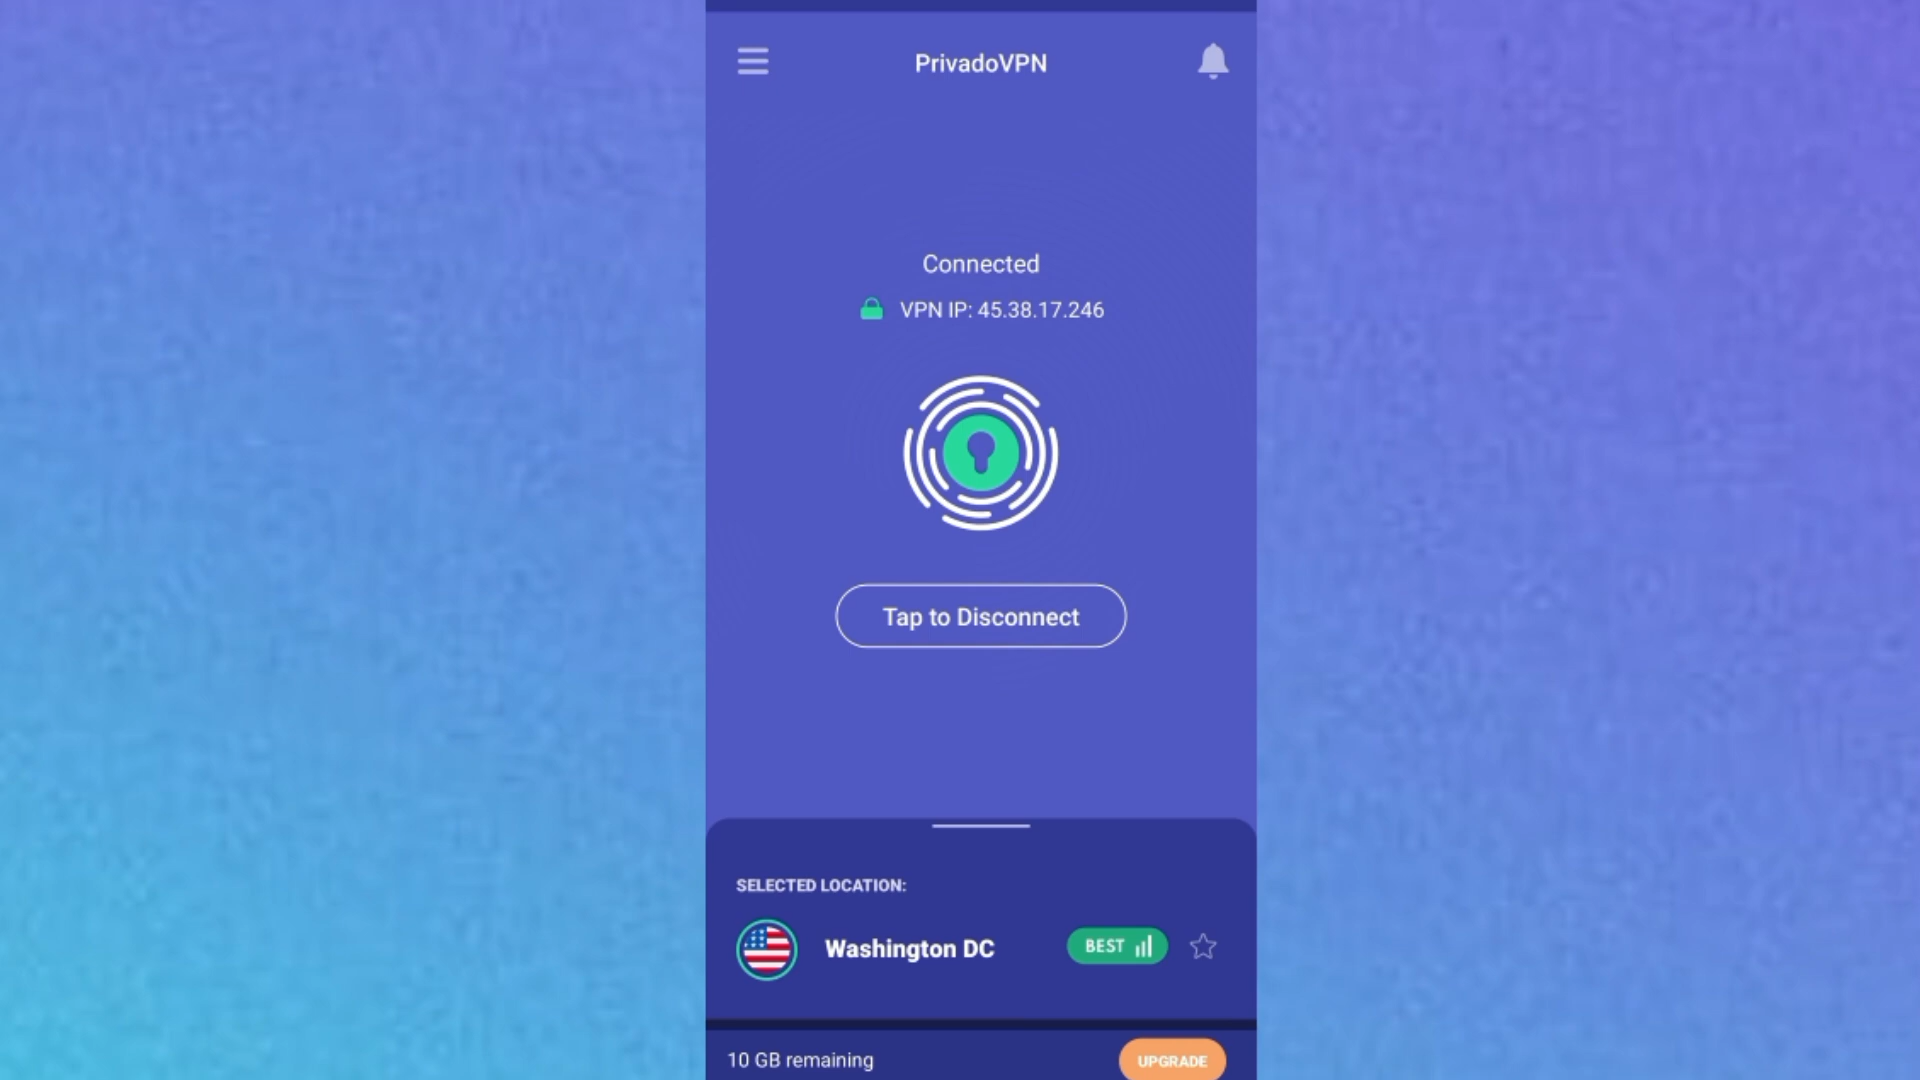 PrivadoVPN
Connected
VPN IP: 45.38.17.246
Tap to Disconnect
SELECTED LOCATION:
Washington DC BEST
10 GB remaining UPGRADE